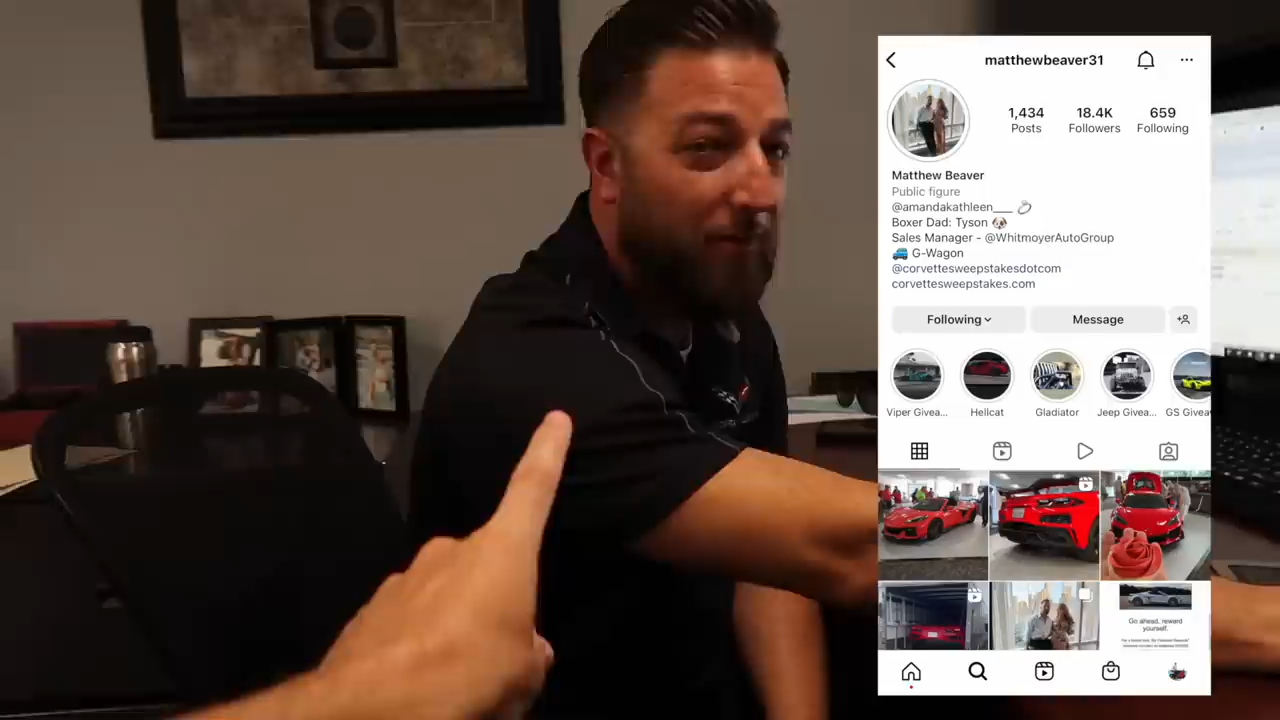 matthewbeaver31
1,434
18.4K
659
Posts
Followers
Following
Matthew Beaver
Public figure
@amandakathleen___
Boxer Dad: Tyson
Sales Manager - @WhitmoyerAutoGroup
G-Wagon
@corvettesweepstakesdotcom
corvettesweepstakes.com
Following
Message
Viper Givea...
Hellcat
Gladiator
Jeep Givea...
GS Giveav
Go ahead, reward
yourself.